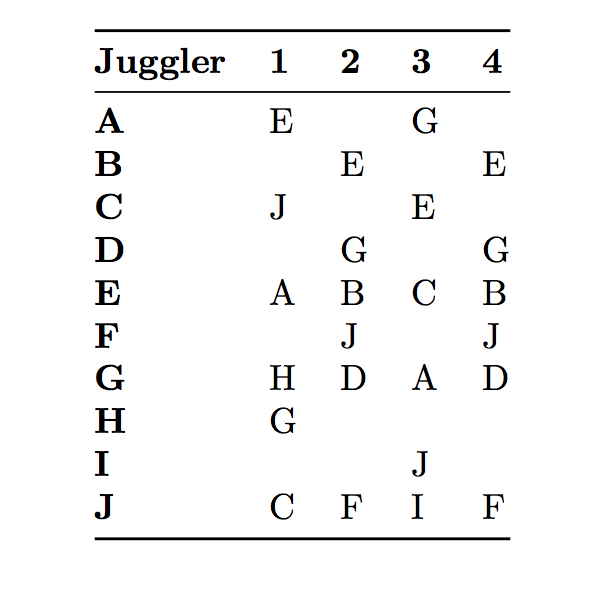 Juggler 1 2 3 4
A E G
B E E
C J E
D G G
E A B C B
F J J
G H D A D
H G
I J
J C F I F